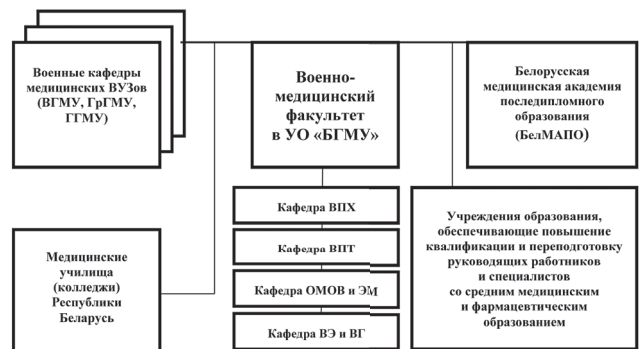 Военные кафедры
медицинских ВУЗов
(ВГМУ, ГрГМУ,
ГГМУ)
Военно-
медицинский
факультет
в УО «БГМУ»
Белорусская
медицинская академия
последипломного
образования
(БелМАПО)
Медицинские
училища
(колледжи)
Республики
Беларусь
Кафедра ВПХ
Кафедра ВПТ
Кафедра ОМОВ и ЭМ
Кафедра ВЭ и ВГ
Учреждения образования,
обеспечивающие повышение
квалификации и переподготовку
руководящих работников
и специалистов
со средним медицинским
и фармацевтическим
образованием